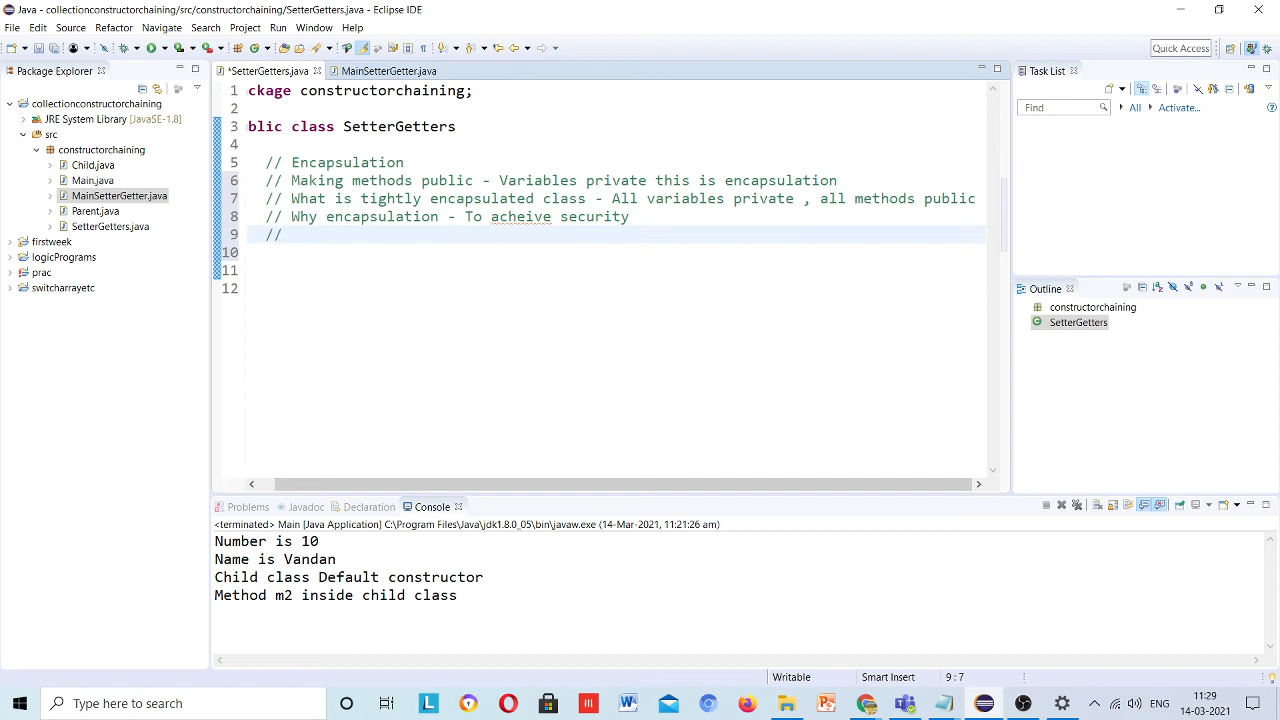 Java - collectionconstructorchaining/src/constructorchaining/SetterGetters.java - Eclipse IDE
File Edit Source Refactor Navigate Search Project Run Window Help
Quick Access
Package Explorer
*SetterGetters.java
MainSetterGetter.java
Task List
collectionconstructorchaining
JRE System Library [JavaSE-1.8]
src
constructorchaining
Child.java
Main.java
MainSetterGetter.java
Parent.java
SetterGetters.java
firstweek
logicPrograms
prac
switcharrayetc
1 ckage constructorchaining;
2
3 blic class SetterGetters
4
5 // Encapsulation
6 // Making methods public - Variables private this is encapsulation
7 // What is tightly encapsulated class - All variables private , all methods public
8 // Why encapsulation - To acheive security
9 //
10
11
12
Find
All
Activate...
Outline
constructorchaining
SetterGetters
Problems @ Javadoc Declaration Console
<terminated> Main [Java Application] C:\Program Files\Java\jdk1.8.0_05\bin\javaw.exe (14-Mar-2021, 11:21:26 am)
Number is 10
Name is Vandan
Child class Default constructor
Method m2 inside child class
Writable Smart Insert 9 : 7
Type here to search
11:29
14-03-2021